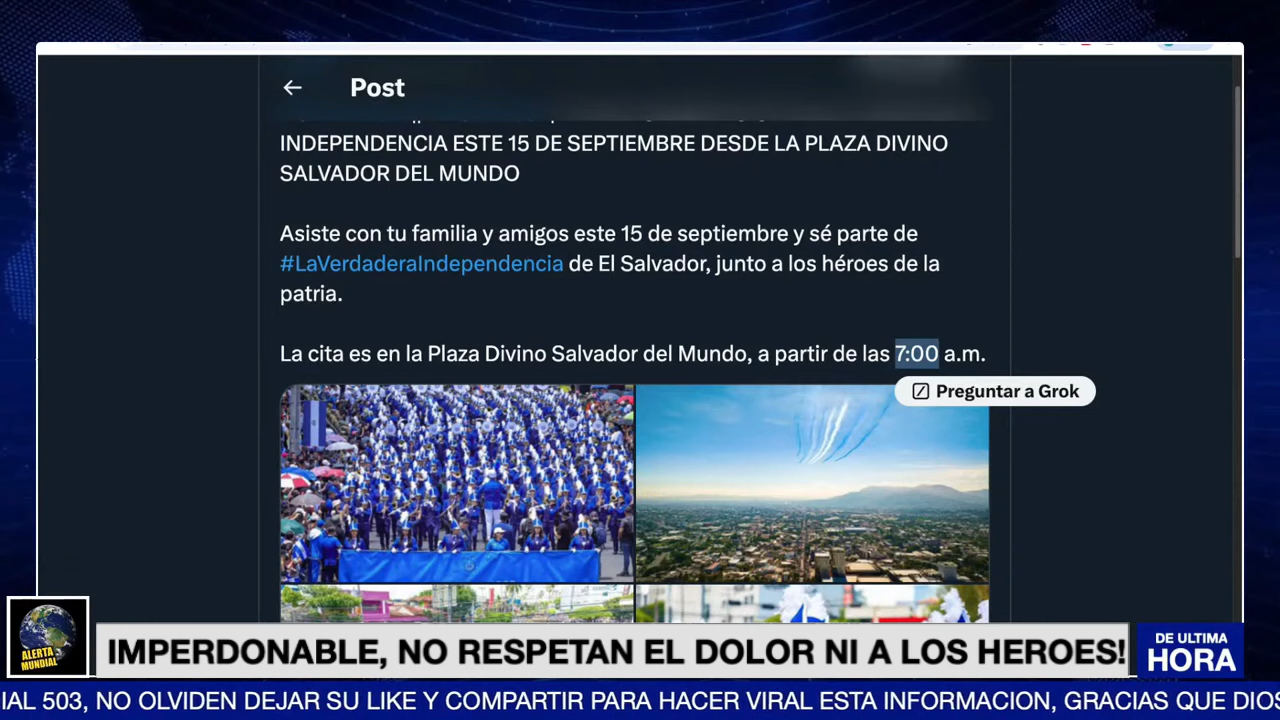 Post
INDEPENDENCIA ESTE 15 DE SEPTIEMBRE DESDE LA PLAZA DIVINO
SALVADOR DEL MUNDO
Asiste con tu familia y amigos este 15 de septiembre y sé parte de
#LaVerdaderaIndependencia de El Salvador, junto a los héroes de la
patria.
La cita es en la Plaza Divino Salvador del Mundo, a partir de las 7:00 a.m.
Preguntar a Grok
ALERTA
MUNDIAL
IMPERDONABLE, NO RESPETAN EL DOLOR NI A LOS HEROES!
DE ULTIMA
HORA
IAL 503, NO OLVIDEN DEJAR SU LIKE Y COMPARTIR PARA HACER VIRAL ESTA INFORMACION, GRACIAS QUE DIOS